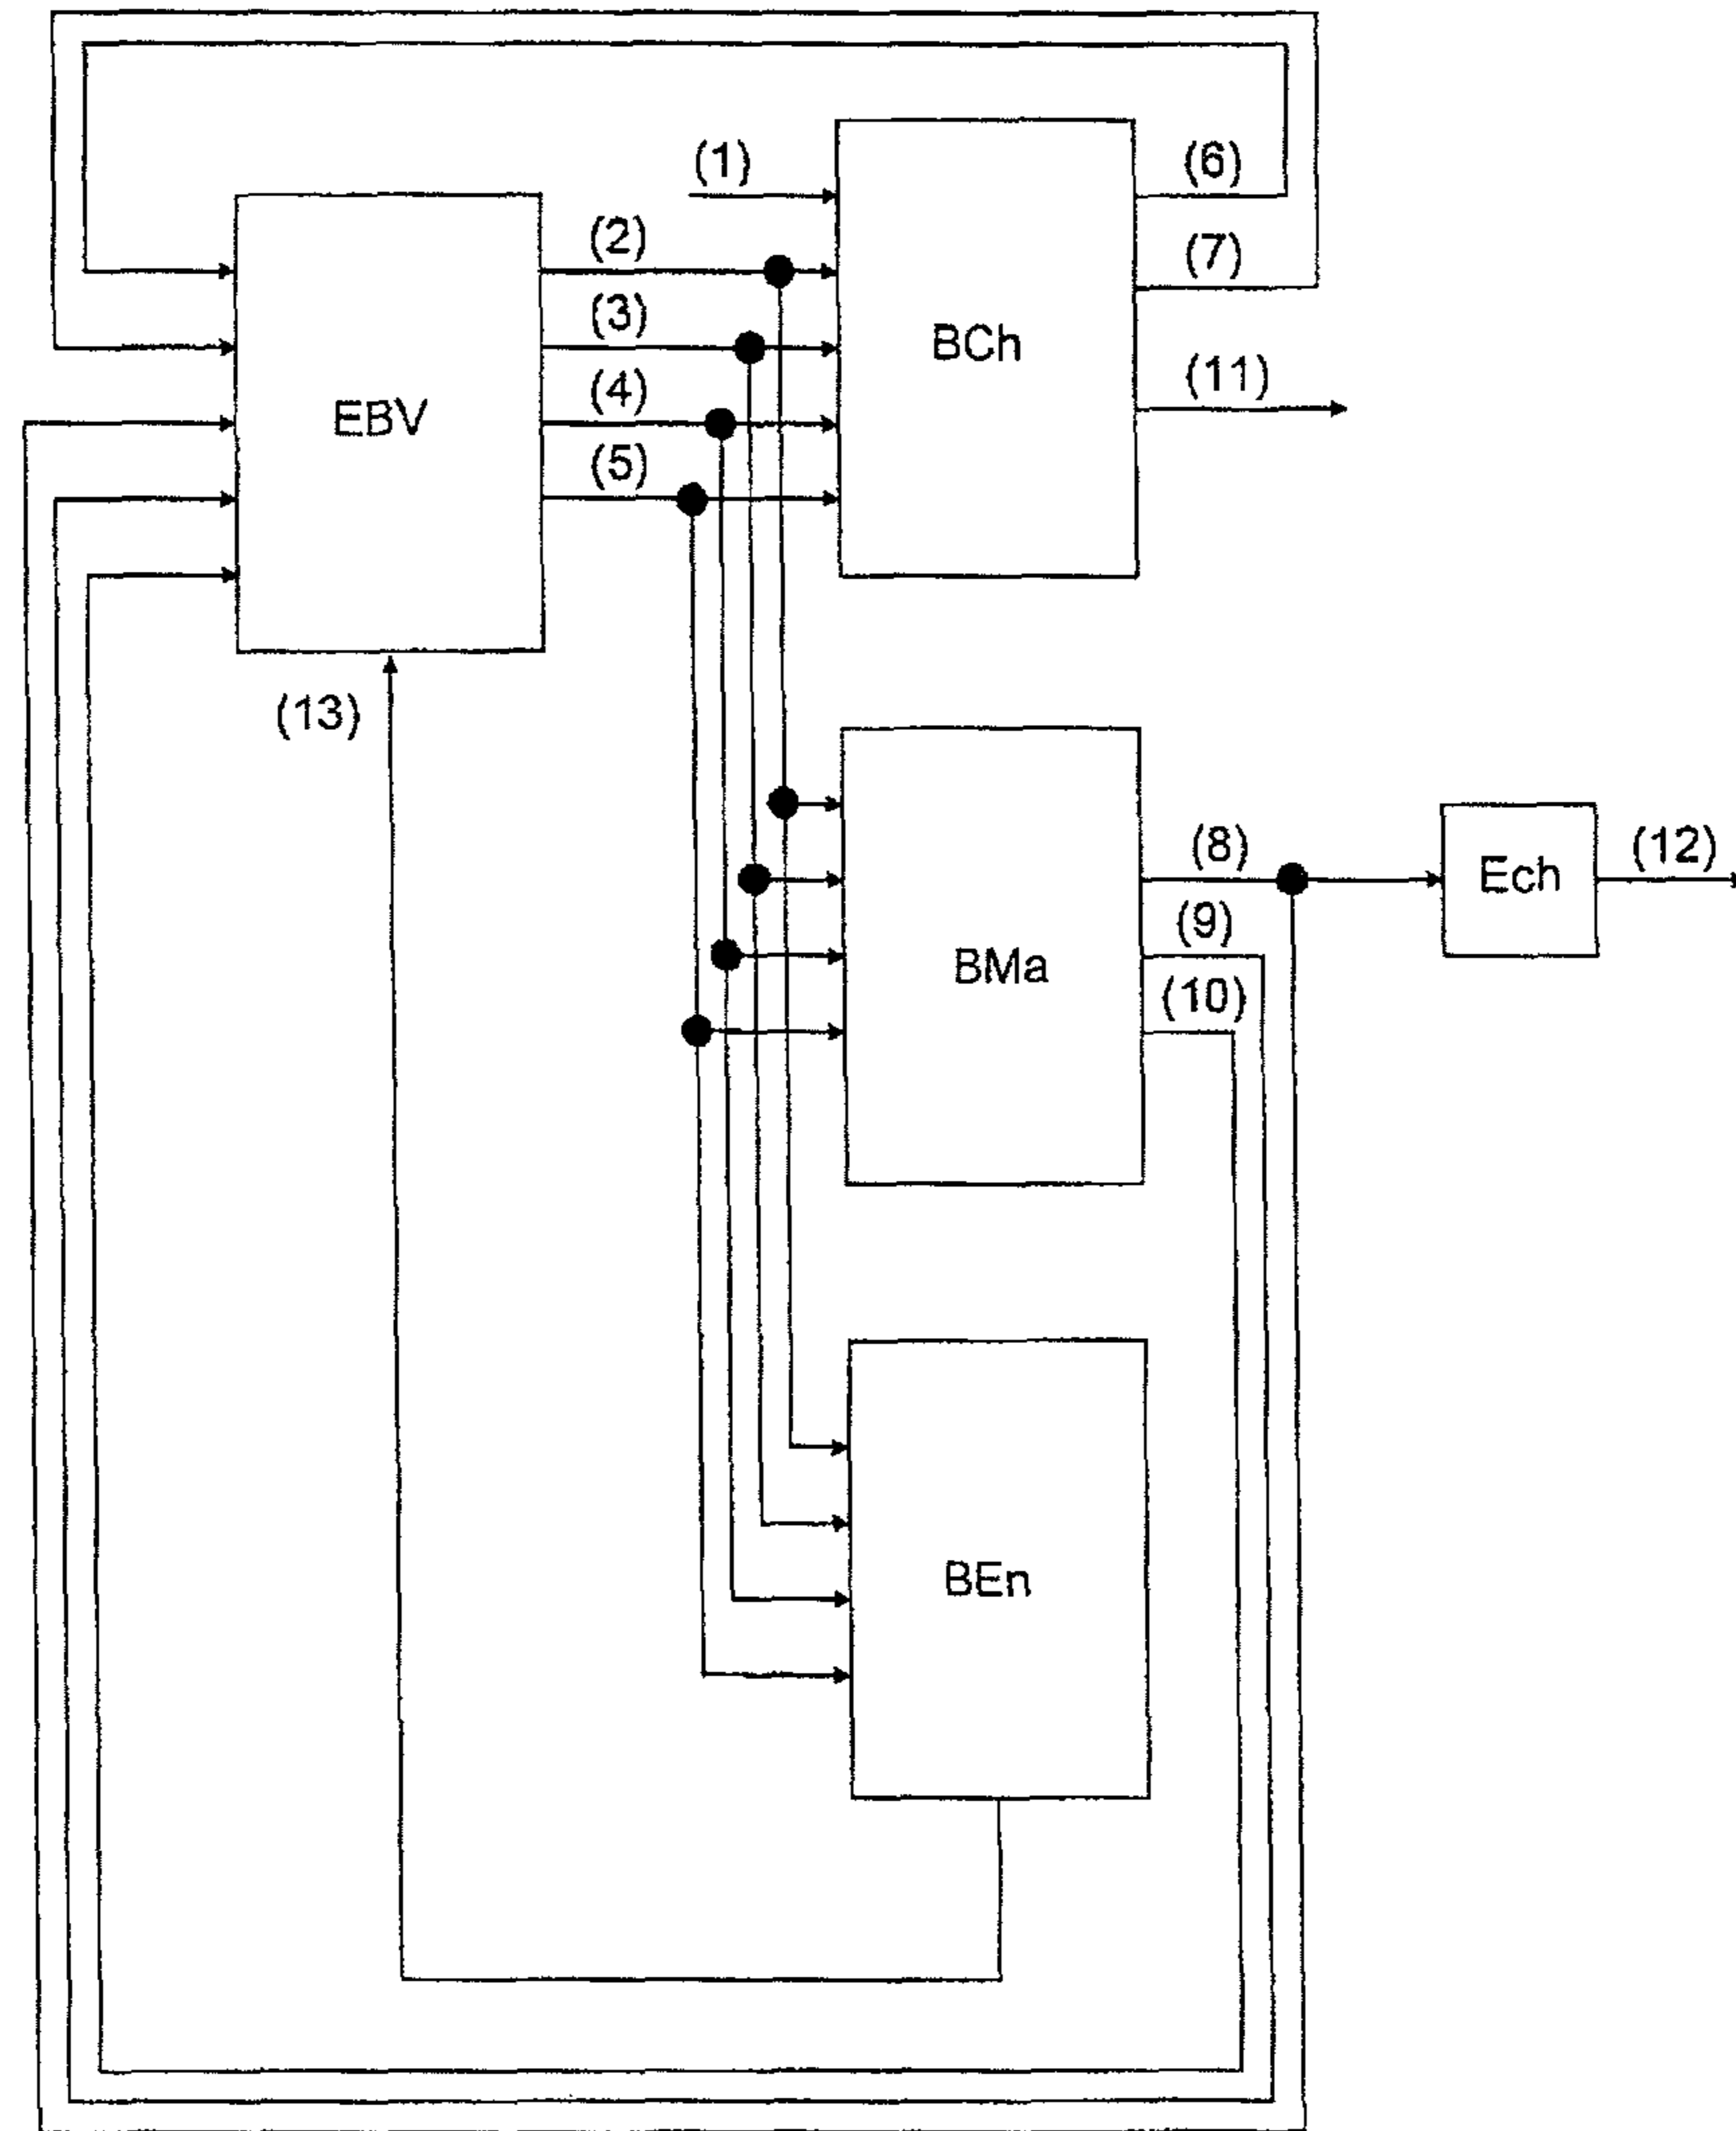 (1)
(6)
(2)
(7)
(3)
BCh
(11)
(4)
EBV
(5)
(13)
(8)
Ech
(12)
(9)
BMa
(10)
BEn